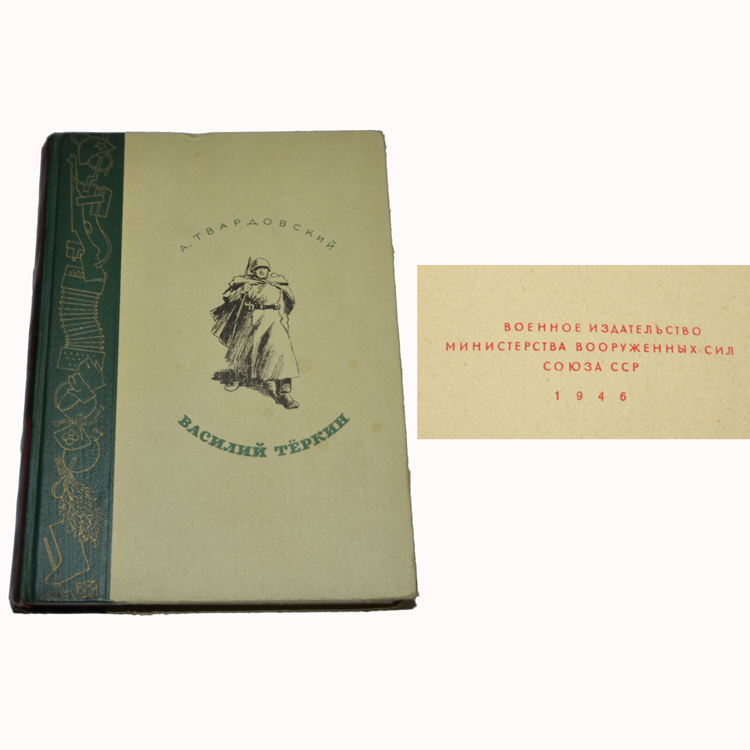 А. ТВАРДОВСКИЙ
ВАСИЛИЙ ТЁРКИН
ВОЕННОЕ ИЗДАТЕЛЬСТВО
МИНИСТЕРСТВА ВООРУЖЕННЫХ СИЛ
СОЮЗА ССР
1946